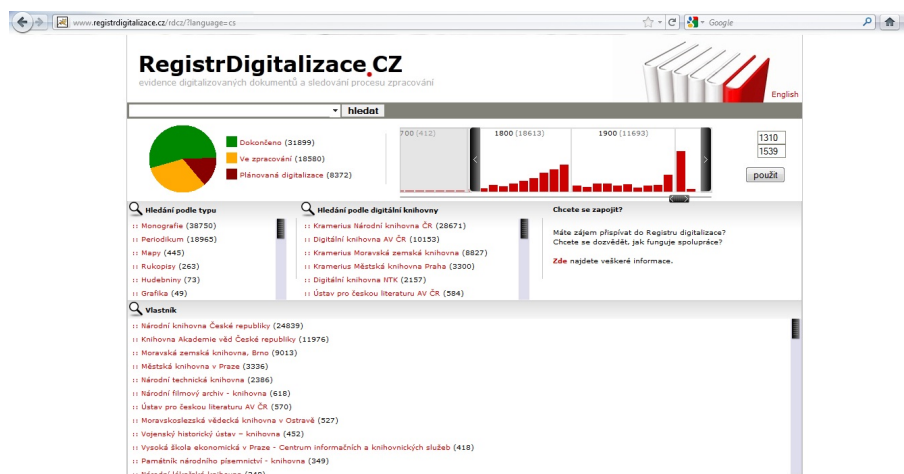 www.registrdigitalizace.cz/rdcz/?language=cs
Google
RegistrDigitalizace.CZ
evidence digitalizovaných dokumentů a sledování procesu zpracování
English
hledat
Dokončeno (31899)
Ve zpracování (18580)
Plánovaná digitalizace (8372)
700 (412)
1800 (18613)
1900 (11693)
1310
1539
použít
Hledání podle typu
:: Monografie (38750)
:: Periodikum (18965)
:: Mapy (445)
:: Rukopisy (263)
:: Hudebniny (73)
:: Grafika (49)
Hledání podle digitální knihovny
:: Kramerius Národní knihovna ČR (28671)
:: Digitální knihovna AV ČR (10153)
:: Kramerius Moravská zemská knihovna (8827)
:: Kramerius Městská knihovna Praha (3300)
:: Digitální knihovna NTK (2157)
:: Ústav pro českou literaturu AV ČR (584)
Chcete se zapojit?
Máte zájem přispívat do Registru digitalizace?
Chcete se dozvědět, jak funguje spolupráce?
Zde najdete veškeré informace.
Vlastník
:: Národní knihovna České republiky (24839)
:: Knihovna Akademie věd České republiky (11976)
:: Moravská zemská knihovna, Brno (9013)
:: Městská knihovna v Praze (3336)
:: Národní technická knihovna (2386)
:: Národní filmový archiv - knihovna (618)
:: Ústav pro českou literaturu AV ČR (570)
:: Moravskoslezská vědecká knihovna v Ostravě (527)
:: Vojenský historický ústav – knihovna (452)
:: Vysoká škola ekonomická v Praze - Centrum informačních a knihovnických služeb (418)
:: Památník národního písemnictví - knihovna (349)